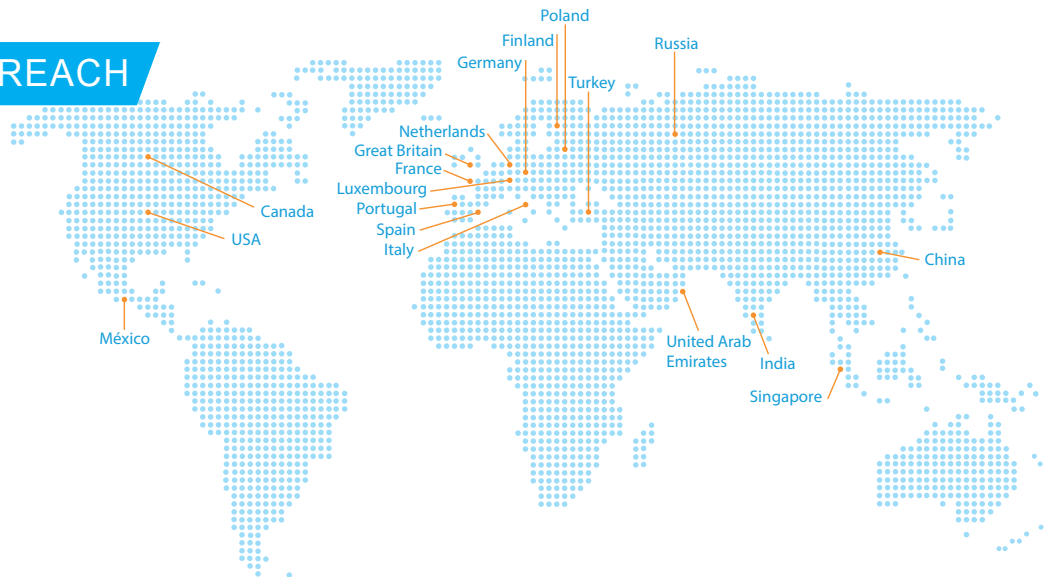 REACH
Poland
Finland
Russia
Germany
Turkey
Netherlands
Great Britain
France
Luxembourg
Canada
Portugal
Spain
USA
Italy
China
México
United Arab
Emirates
India
Singapore